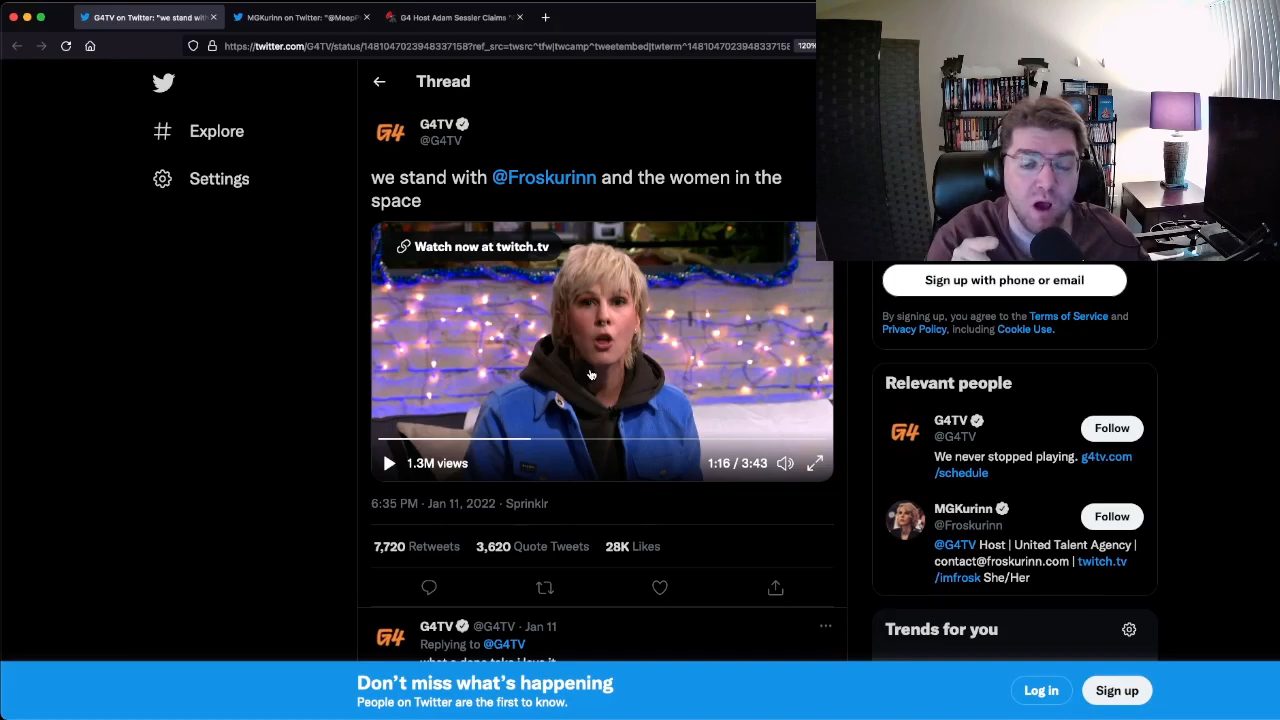 G4TV on Twitter: "we stand with
MGKurinn on Twitter: "@MeepP
G4 Host Adam Sessler Claims "
https://twitter.com/G4TV/status/1481047023948337158?ref_src=twsrc^tfw|twcamp^tweetembed|twterm^1481047023948337158
120%
Explore
Settings
Thread
G4
G4TV
@G4TV
we stand with @Froskurinn and the women in the
space
Watch now at twitch.tv
1.3M views
1:16 / 3:43
6:35 PM · Jan 11, 2022 · Sprinklr
7,720 Retweets 3,620 Quote Tweets 28K Likes
G4
G4TV @G4TV · Jan 11
Replying to @G4TV
Sign up with phone or email
By signing up, you agree to the Terms of Service and
Privacy Policy, including Cookie Use.
Relevant people
G4
G4TV
@G4TV
Follow
We never stopped playing. g4tv.com
/schedule
MGKurinn
@Froskurinn
Follow
@G4TV Host | United Talent Agency |
contact@froskurinn.com | twitch.tv
/imfrosk She/Her
Trends for you
Don't miss what's happening
People on Twitter are the first to know.
Log in
Sign up